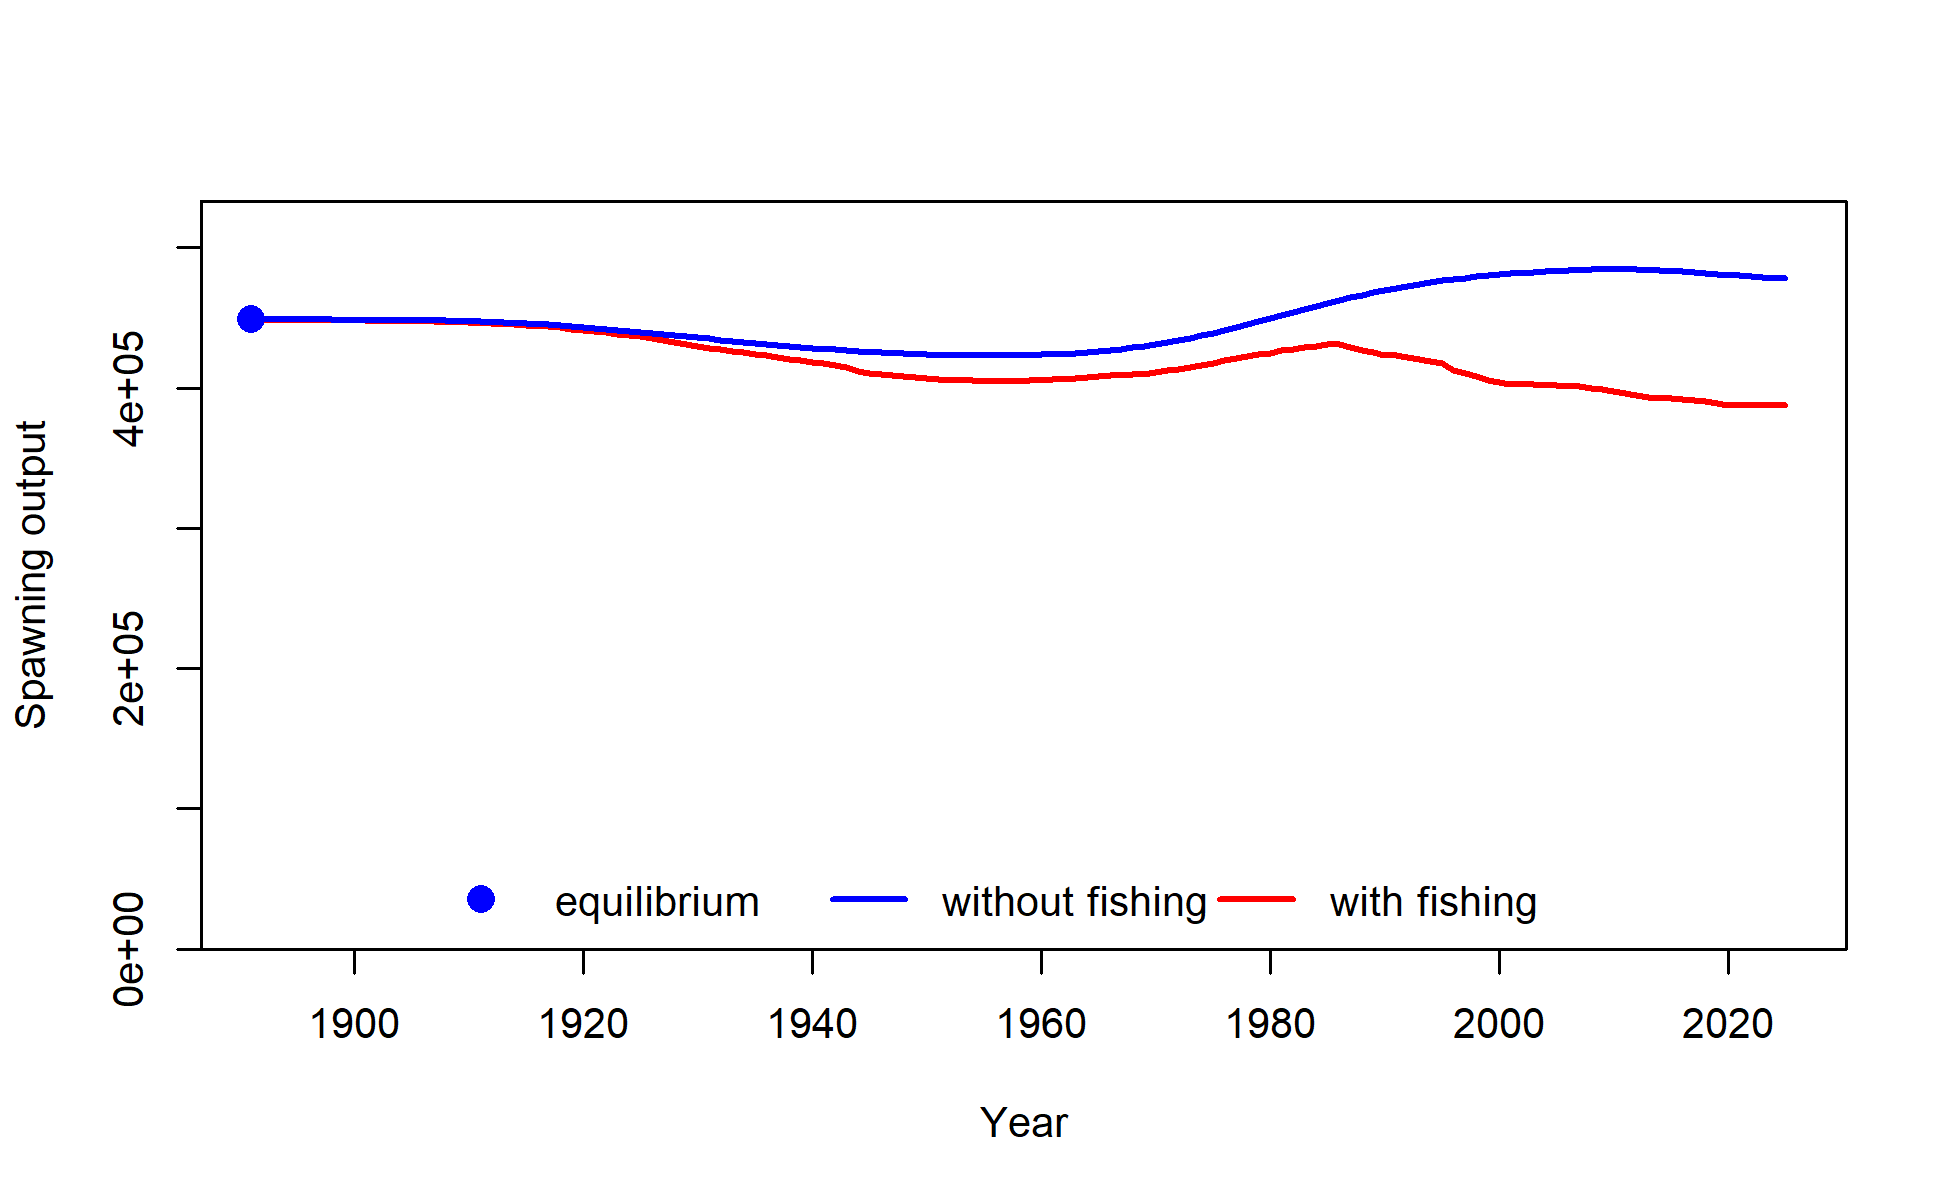 Spawning output
4e+05
2e+05
0e+00
equilibrium without fishing with fishing
1900 1920 1940 1960 1980 2000 2020
Year